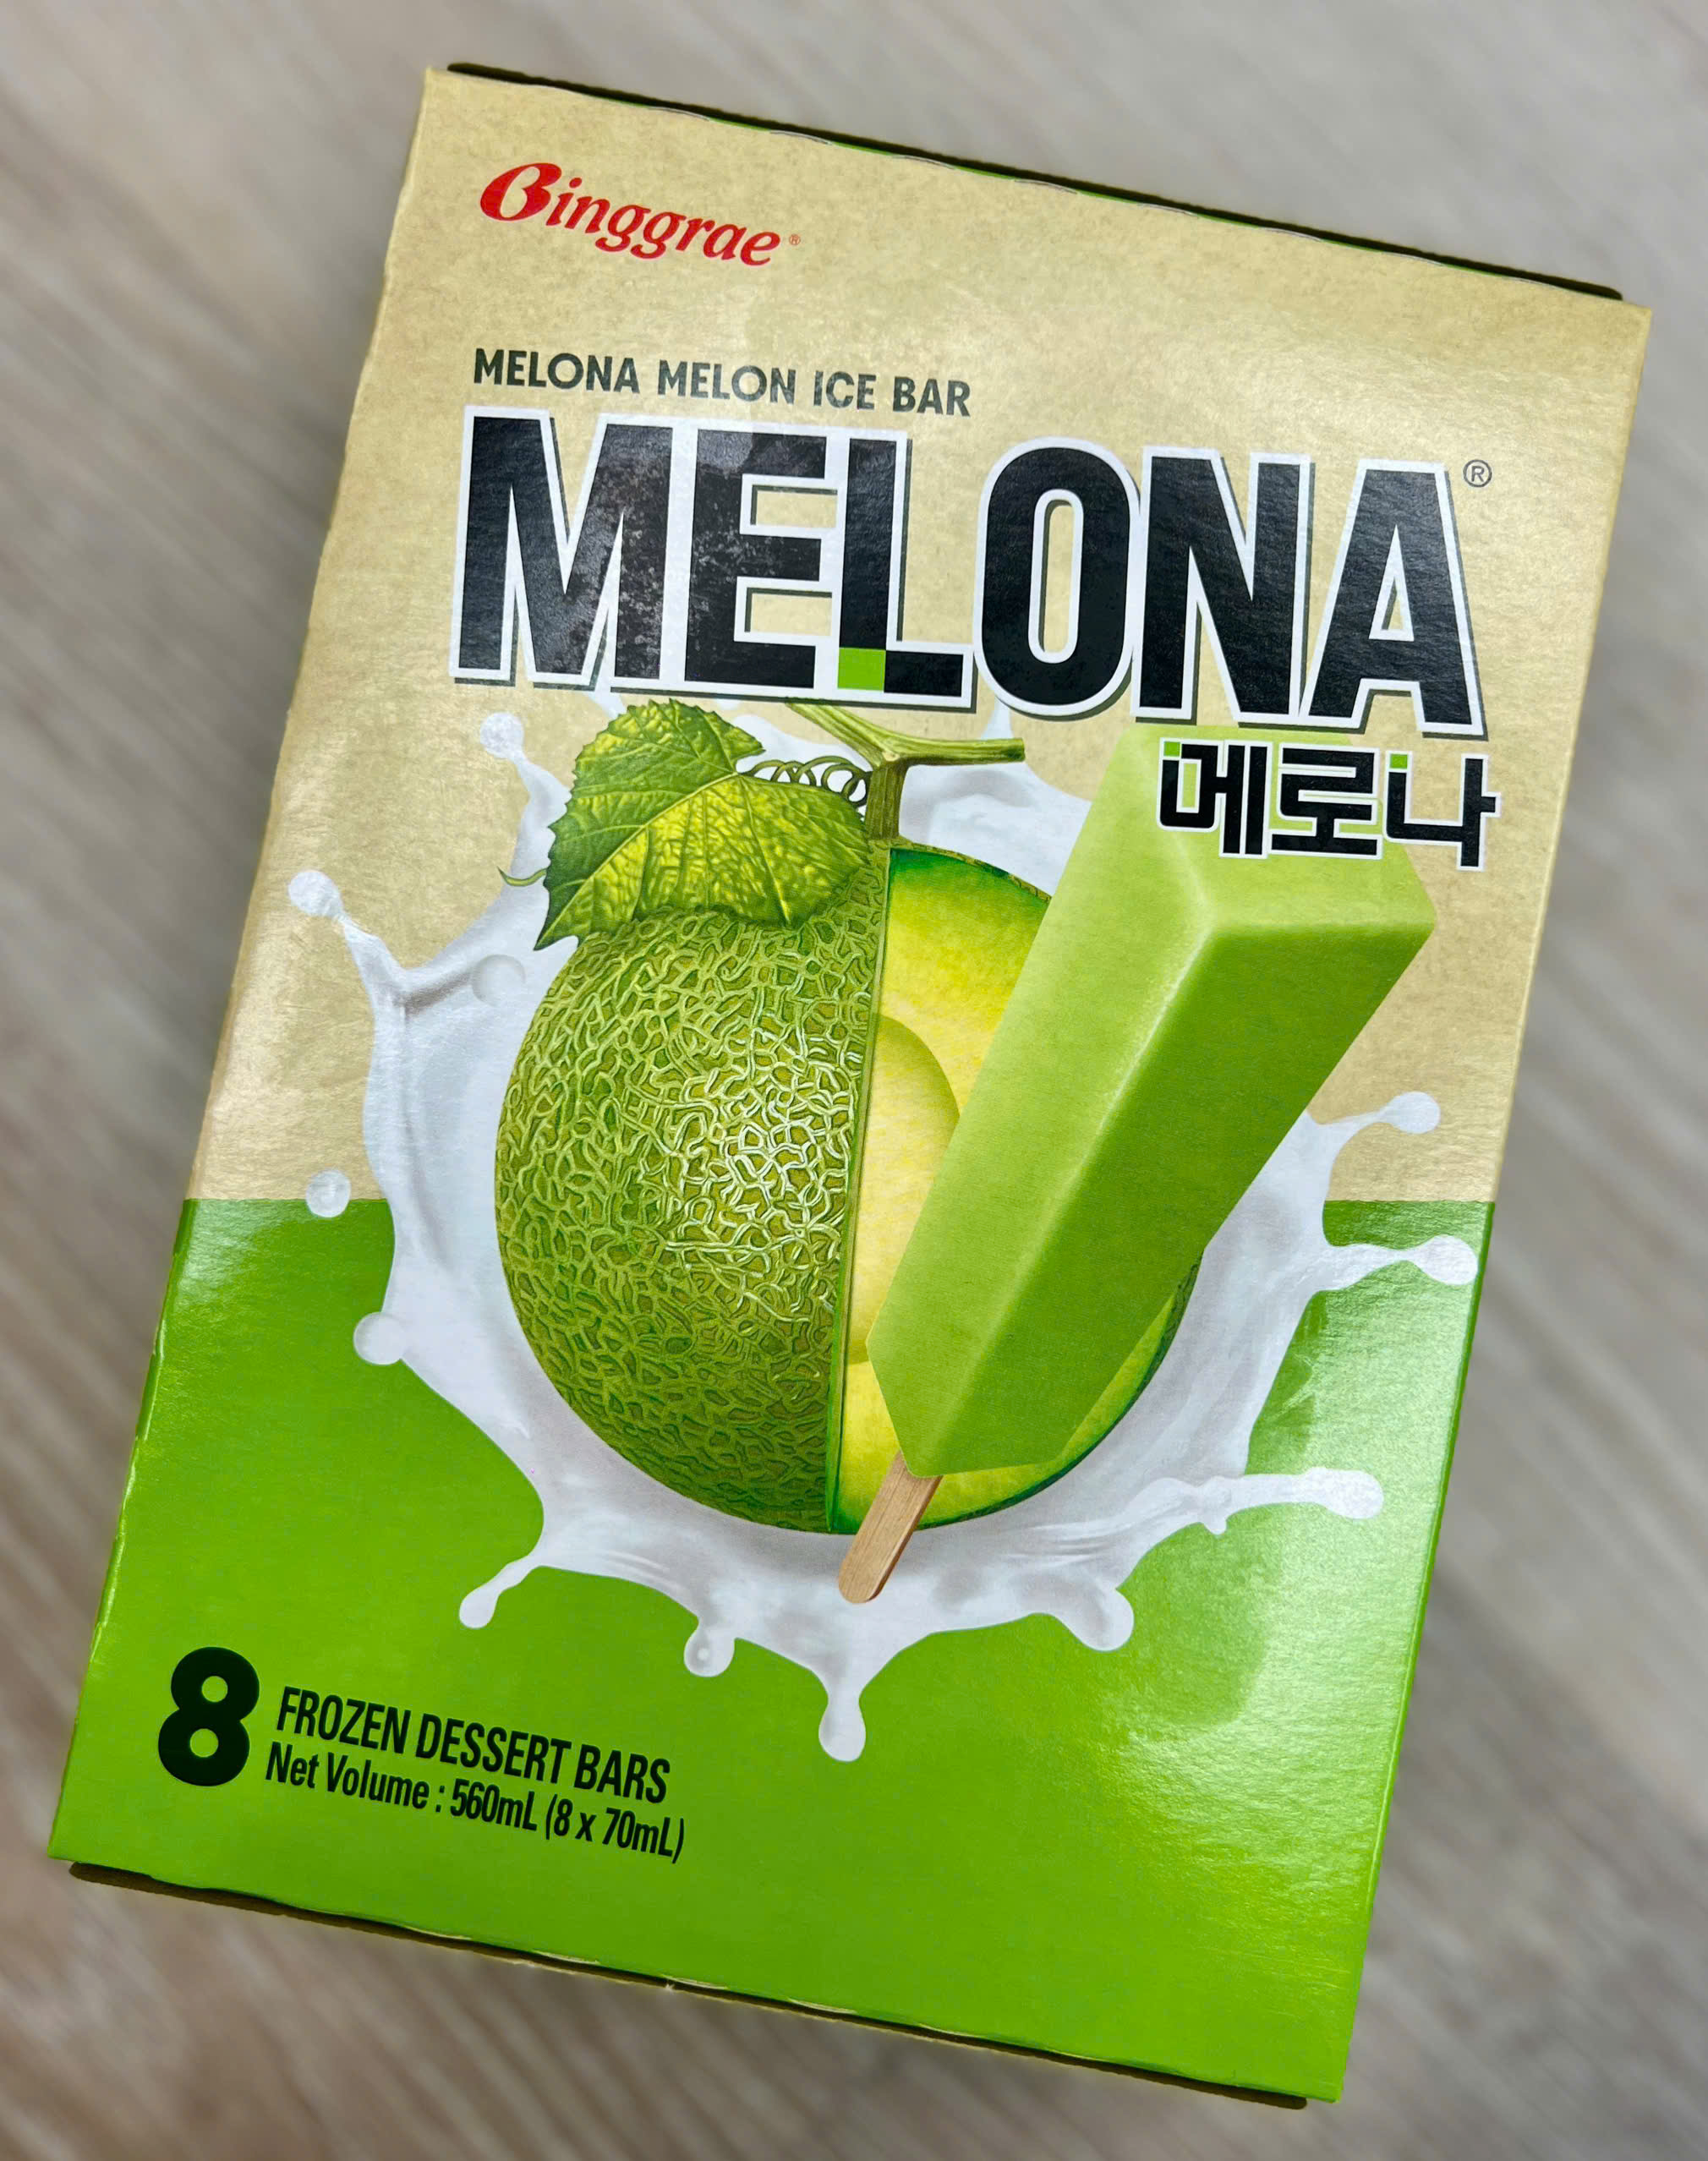 Binggrae®
MELONA MELON ICE BAR
MELONA®
메로나
8 FROZEN DESSERT BARS
Net Volume : 560mL (8 x 70mL)